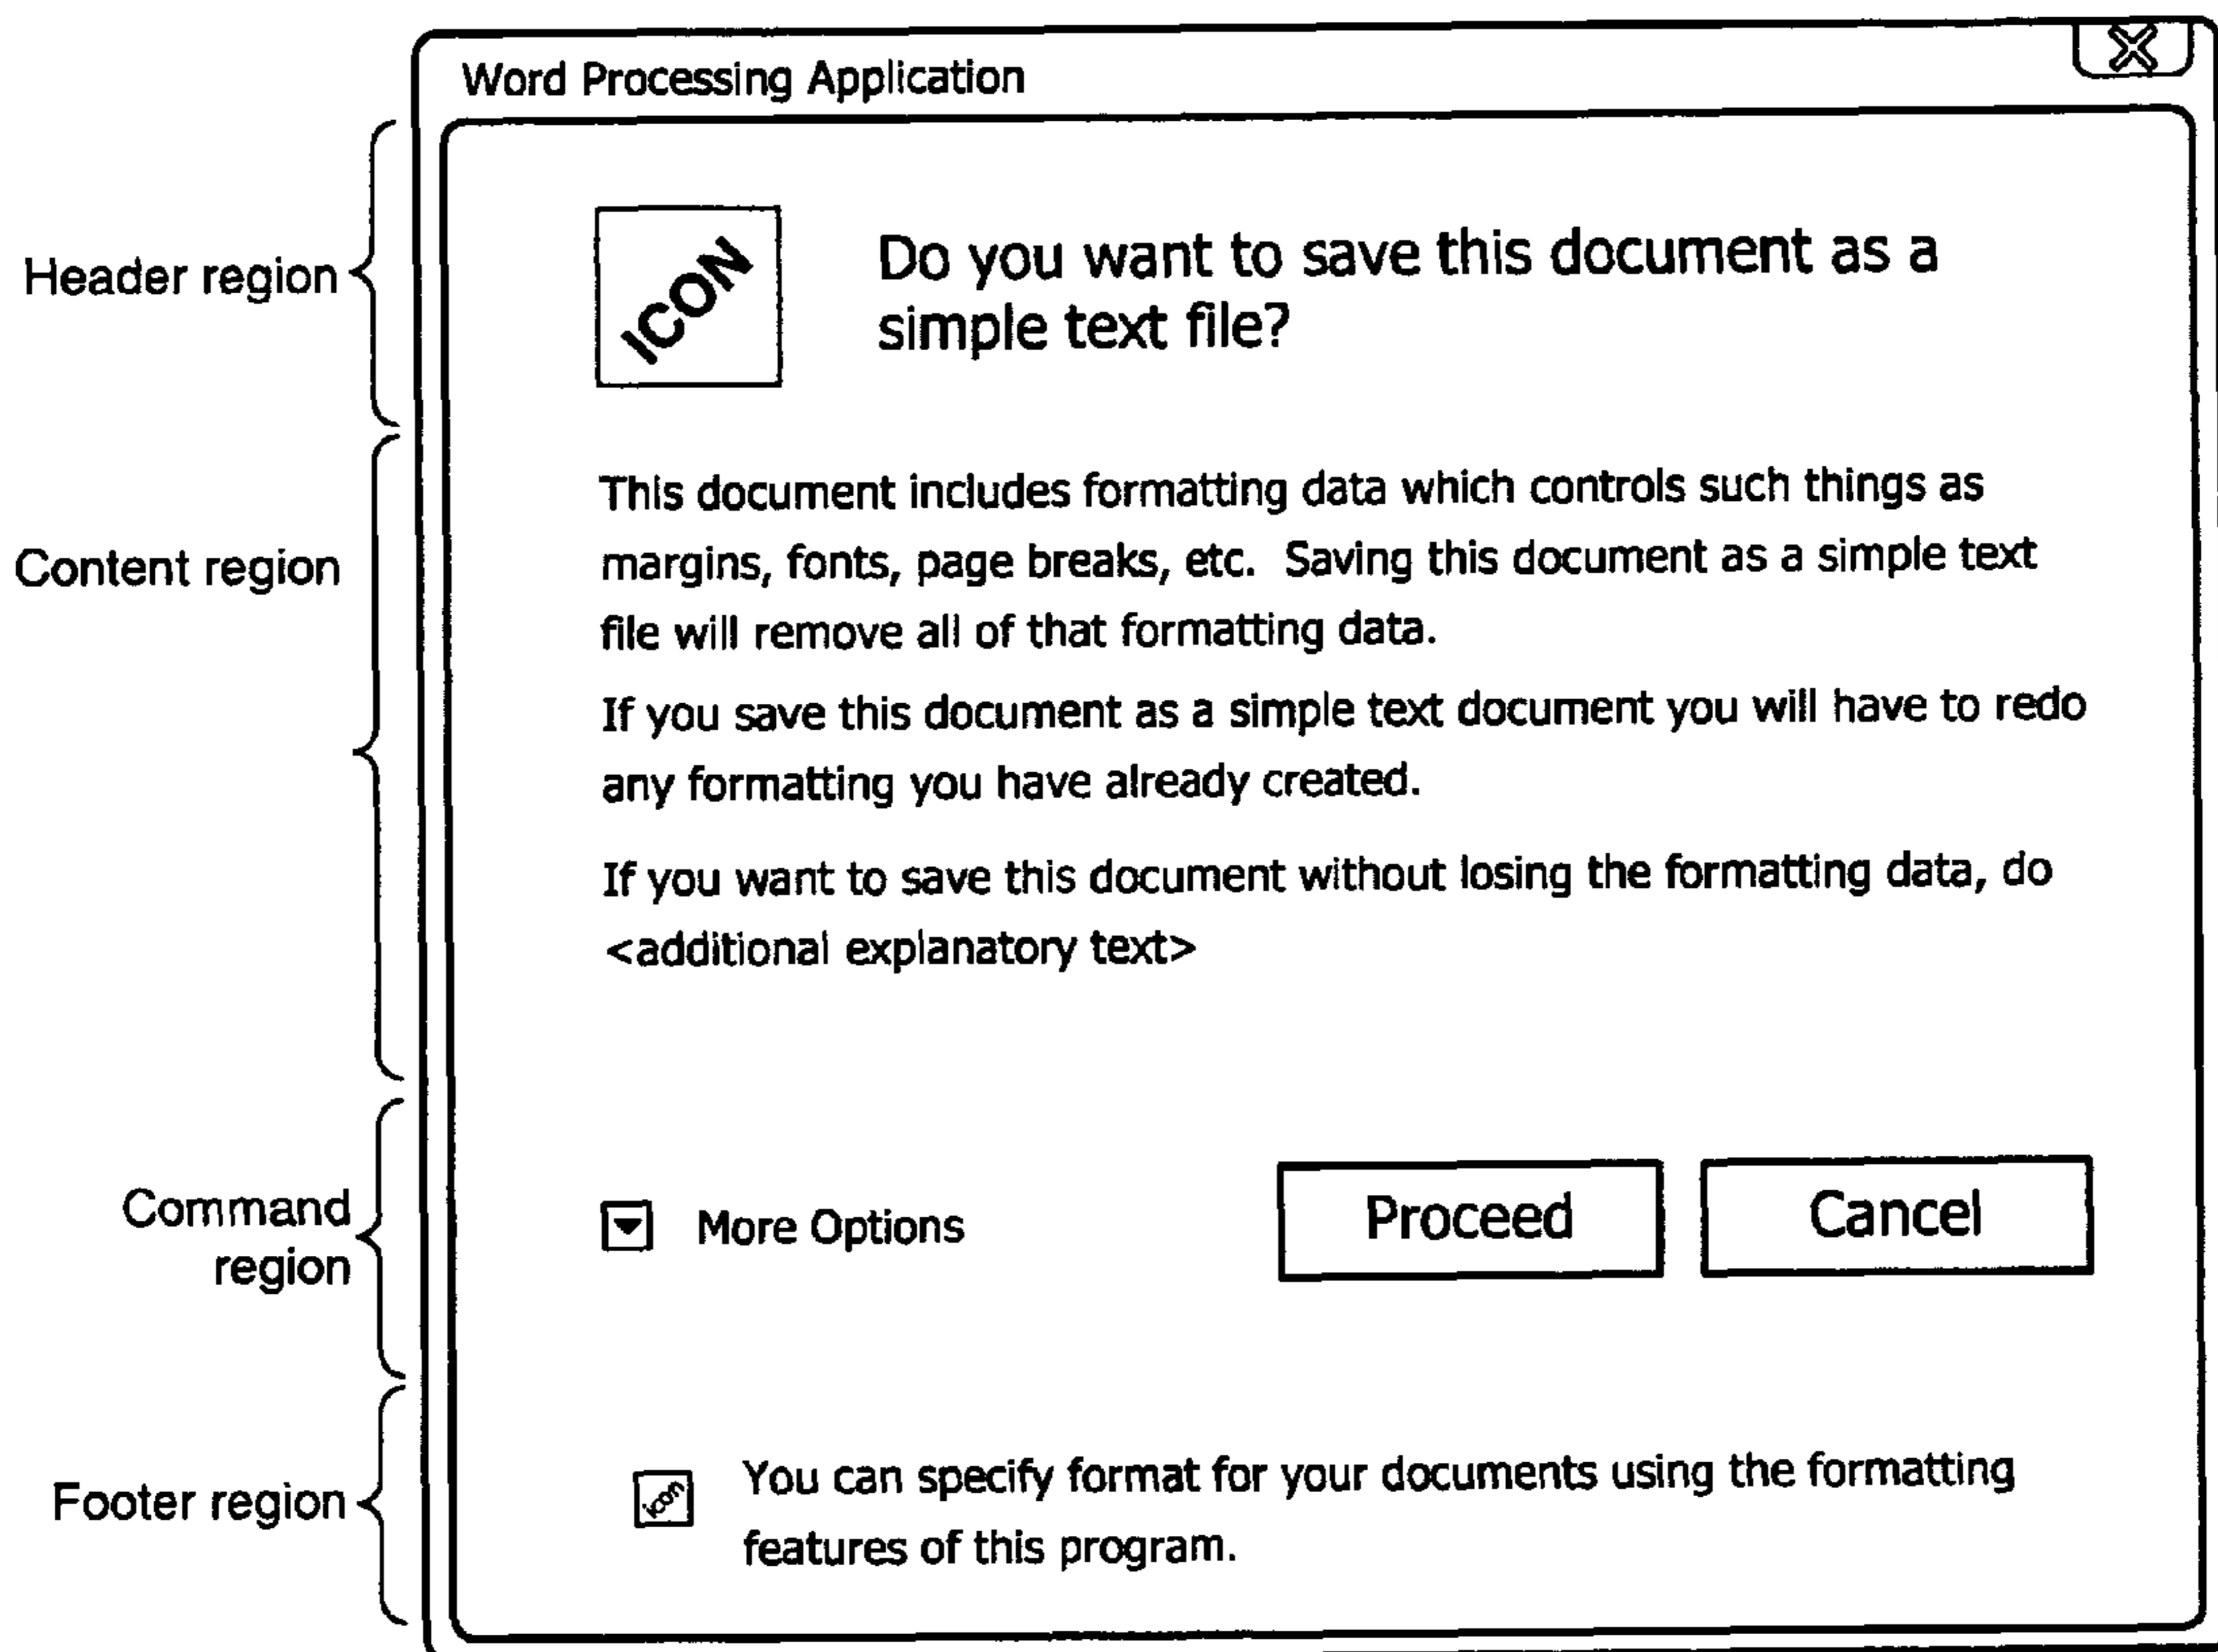 Word Processing Application
Header region
ICON
Do you want to save this document as a
simple text file?
Content region
This document includes formatting data which controls such things as
margins, fonts, page breaks, etc. Saving this document as a simple text
file will remove all of that formatting data.
If you save this document as a simple text document you will have to redo
any formatting you have already created.
If you want to save this document without losing the formatting data, do
<additional explanatory text>
Command
region
More Options
Proceed
Cancel
Footer region
icon
You can specify format for your documents using the formatting
features of this program.